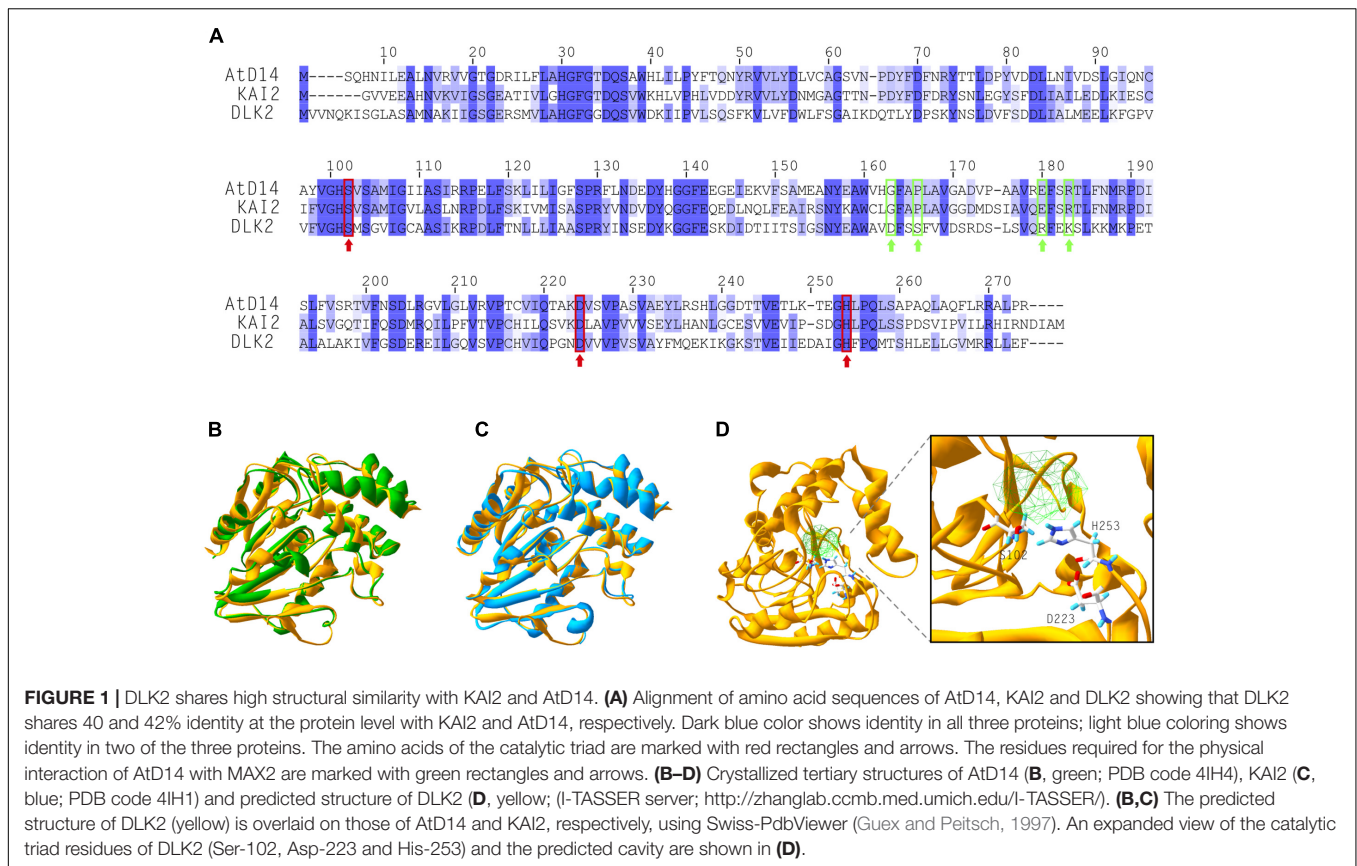 A
10 20 30 40 50 60 70 80 90
AtD14 M-----SQHNILEALNVRVVGTGDRILFLAHGFGTDQSAWHLILPYFTQNYRVVLYDLVCAGSVN-PDYFDFNRYTTLDPYVDDLLNIVDSLGIQNC
KAI2 M------GVVEEAHNVKVIGSGEATIVLGHGFGTDQSVWKHLVPHLVDDYRVVLYDNMGAGTTN-PDYFDFDRYSNLEGYSFDLIAILEDLKIESC
DLK2 MVVNQKISGLASAMNAKIIGSGERSMVLAHGFGGDQSVWDKIIPVLSQSFKVLVFDWLFSGAIKDQTLYDPSKYNSLDVFSDDLIALMEELKFGPV
100 110 120 130 140 150 160 170 180 190
AtD14 AYVGHSVSAMIGIIASIRRPELFSKLILIGFSPRFLNDEDYHGGFEEGEIEKVFSAMEANYEAWVHGFAPLAVGADVP-AAVREFSRTLFNMRPDI
KAI2 IFVGHSVSAMIGVLASLNRPDLFSKIVMISASPRYVNDVDYQGGFEQEDLNQLFEAIRSNYKAWCLGFAPLAVGGDMDSIAVQEFSRTLFNMRPDI
DLK2 VFVGHSMSGVIGCAASIKRPDLFTNLLLIAASPRYINSEDYKGGFESKDIDTIITSIGSNYEAWAVDFSSFVVDSRDS-LSVQRFEKSLKKMKPET
200 210 220 230 240 250 260 270
AtD14 SLFVSRTVFNSDLRGVLGLVRVPTCVIQTAKDVSVPASVAEYLRSHLGGDTTVETLK-TEGHLPQLSAPAQLAQFLRRALPR----
KAI2 ALSVGQTIFQSDMRQILPFVTVPCHILQSVKDLAVPVVVSEYLHANLGCESVVEVIP-SDGHLPQLSSPDSVIPVILRHIRNDIAM
DLK2 ALALAKIVFGSDEREILGQVSVPCHVIQPGNDVVVPVSVAYFMQEKIKGKSTVEIIEDAIGHFPQMTSHLELLGVMRRLLEF----
B C D
H253
S102
D223
FIGURE 1 | DLK2 shares high structural similarity with KAI2 and AtD14. (A) Alignment of amino acid sequences of AtD14, KAI2 and DLK2 showing that DLK2
shares 40 and 42% identity at the protein level with KAI2 and AtD14, respectively. Dark blue color shows identity in all three proteins; light blue coloring shows
identity in two of the three proteins. The amino acids of the catalytic triad are marked with red rectangles and arrows. The residues required for the physical
interaction of AtD14 with MAX2 are marked with green rectangles and arrows. (B–D) Crystallized tertiary structures of AtD14 (B, green; PDB code 4IH4), KAI2 (C,
blue; PDB code 4IH1) and predicted structure of DLK2 (D, yellow; (I-TASSER server; http://zhanglab.ccmb.med.umich.edu/I-TASSER/). (B,C) The predicted
structure of DLK2 (yellow) is overlaid on those of AtD14 and KAI2, respectively, using Swiss-PdbViewer (Guex and Peitsch, 1997). An expanded view of the catalytic
triad residues of DLK2 (Ser-102, Asp-223 and His-253) and the predicted cavity are shown in (D).